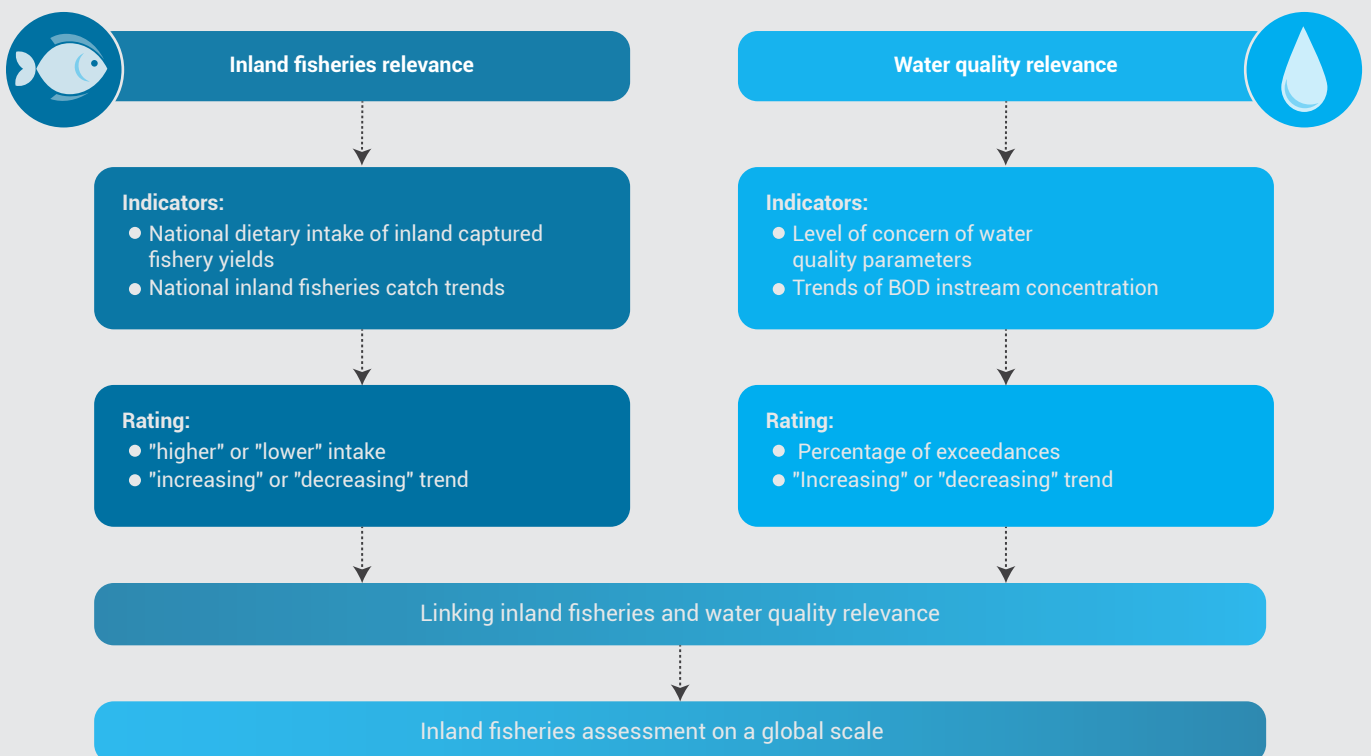 Inland fisheries relevance
Indicators:
● National dietary intake of inland captured
fishery yields
● National inland fisheries catch trends
Rating:
● "higher" or "lower" intake
● "increasing" or "decreasing" trend
Water quality relevance
Indicators:
● Level of concern of water
quality parameters
● Trends of BOD instream concentration
Rating:
● Percentage of exceedances
● "Increasing" or "decreasing" trend
Linking inland fisheries and water quality relevance
Inland fisheries assessment on a global scale